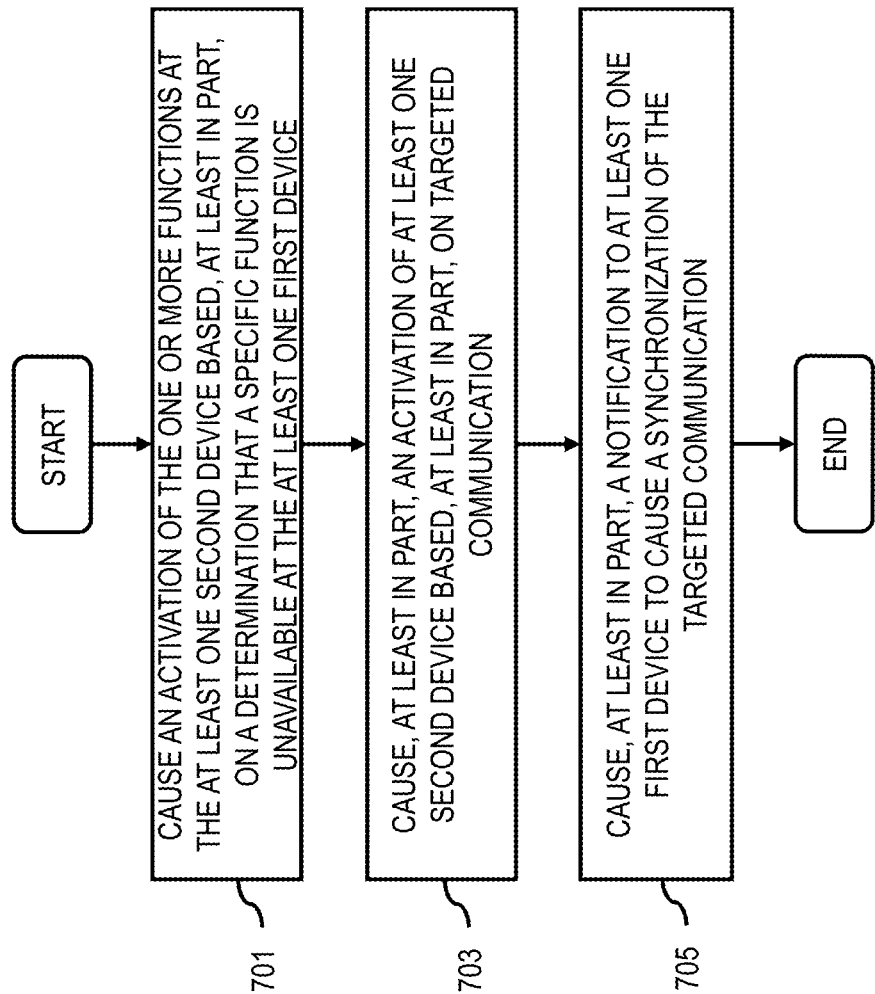 START
CAUSE AN ACTIVATION OF THE ONE OR MORE FUNCTIONS AT
THE AT LEAST ONE SECOND DEVICE BASED, AT LEAST IN PART,
ON A DETERMINATION THAT A SPECIFIC FUNCTION IS
UNAVAILABLE AT THE AT LEAST ONE FIRST DEVICE
701
CAUSE, AT LEAST IN PART, AN ACTIVATION OF AT LEAST ONE
SECOND DEVICE BASED, AT LEAST IN PART, ON TARGETED
COMMUNICATION
703
CAUSE, AT LEAST IN PART, A NOTIFICATION TO AT LEAST ONE
FIRST DEVICE TO CAUSE A SYNCHRONIZATION OF THE
TARGETED COMMUNICATION
705
END